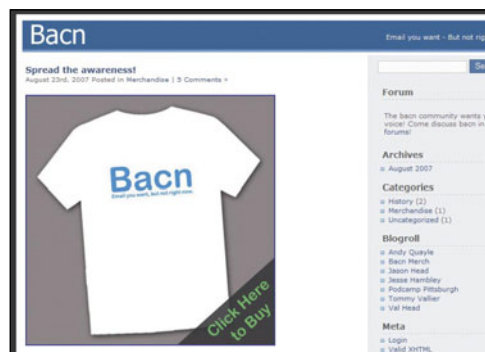 Bacn
Email you want - But not rig
Spread the awareness!
August 23rd, 2007 Posted in Merchandise | 5 Comments »
Bacn
Email you want, but not right now.
Click Here
to Buy
Se
Forum
The bacn community wants y
voice! Come discuss bacn in
forums!
Archives
August 2007
Categories
History (2)
Merchandise (1)
Uncategorized (1)
Blogroll
Andy Quayle
Bacn Merch
Jason Head
Jesse Hambley
Podcamp Pittsburgh
Tommy Vallier
Val Head
Meta
Login
Valid XHTML